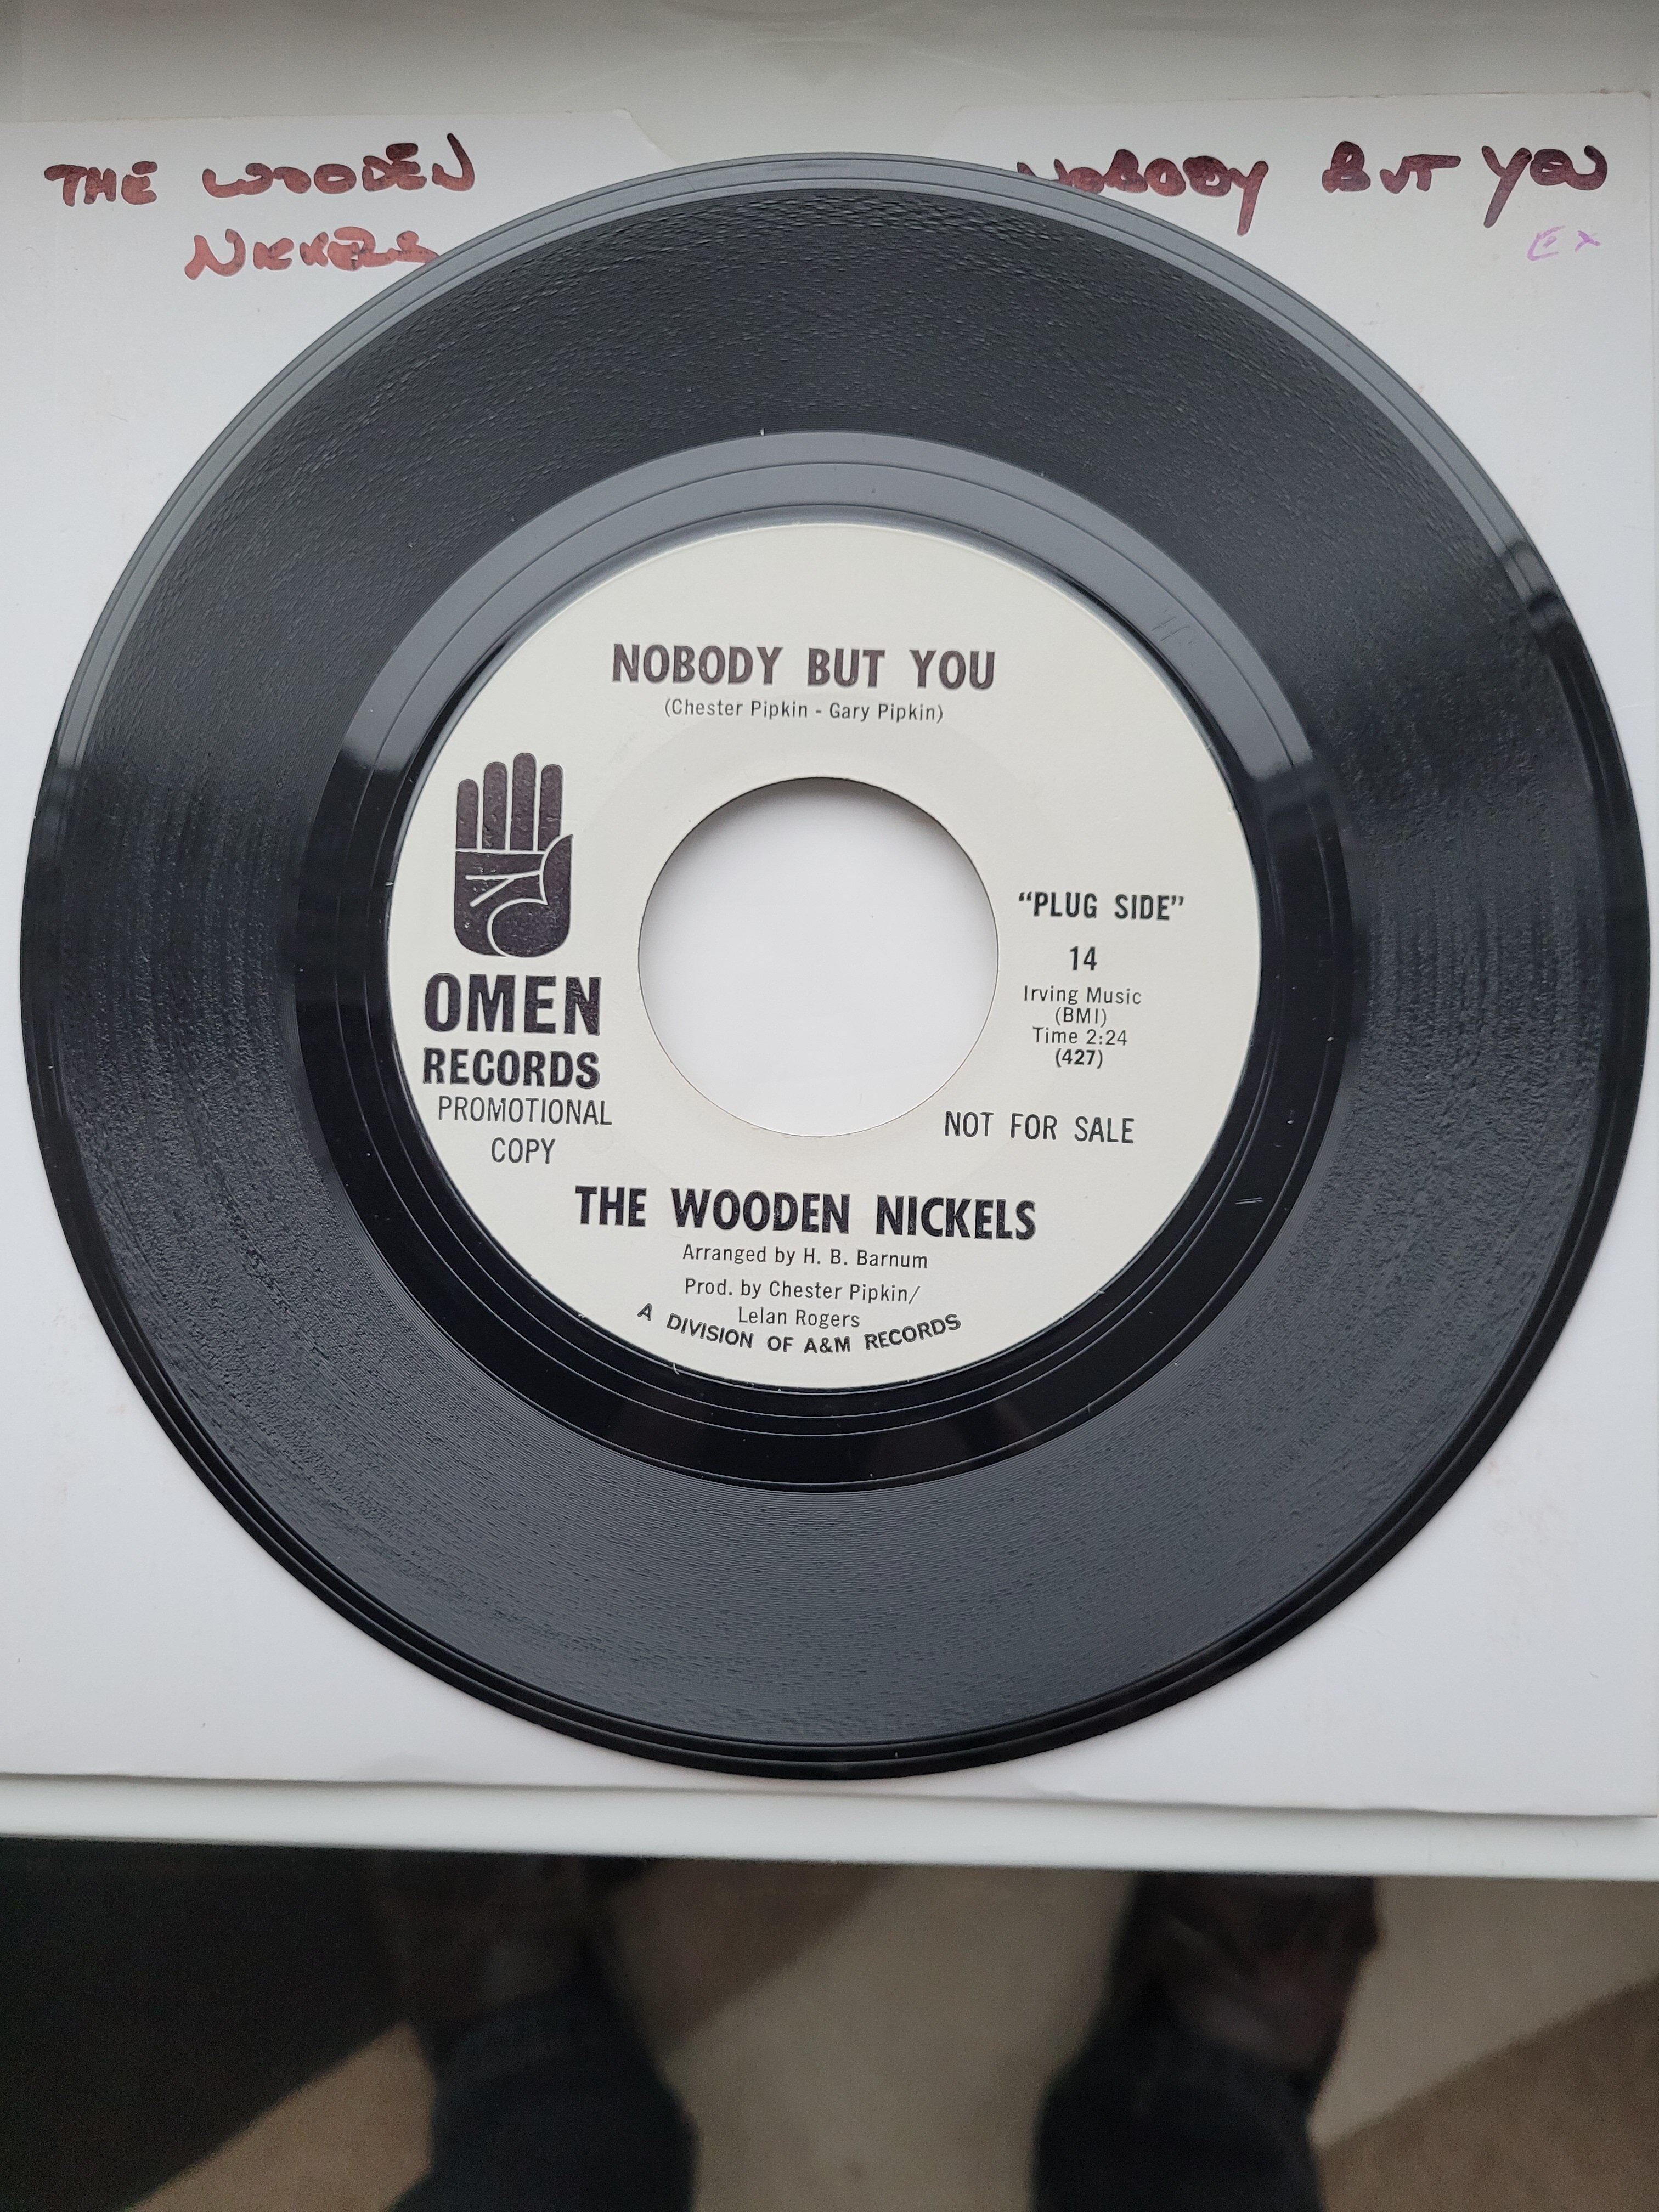 THE WOODEN
NICKELS
NOBODY BUT YOU
EX
NOBODY BUT YOU
(Chester Pipkin - Gary Pipkin)
OMEN
RECORDS
PROMOTIONAL
COPY
"PLUG SIDE"
14
Irving Music
(BMI)
Time 2:24
(427)
NOT FOR SALE
THE WOODEN NICKELS
Arranged by H. B. Barnum
Prod. by Chester Pipkin/
Lelan Rogers
A DIVISION OF A&M RECORDS